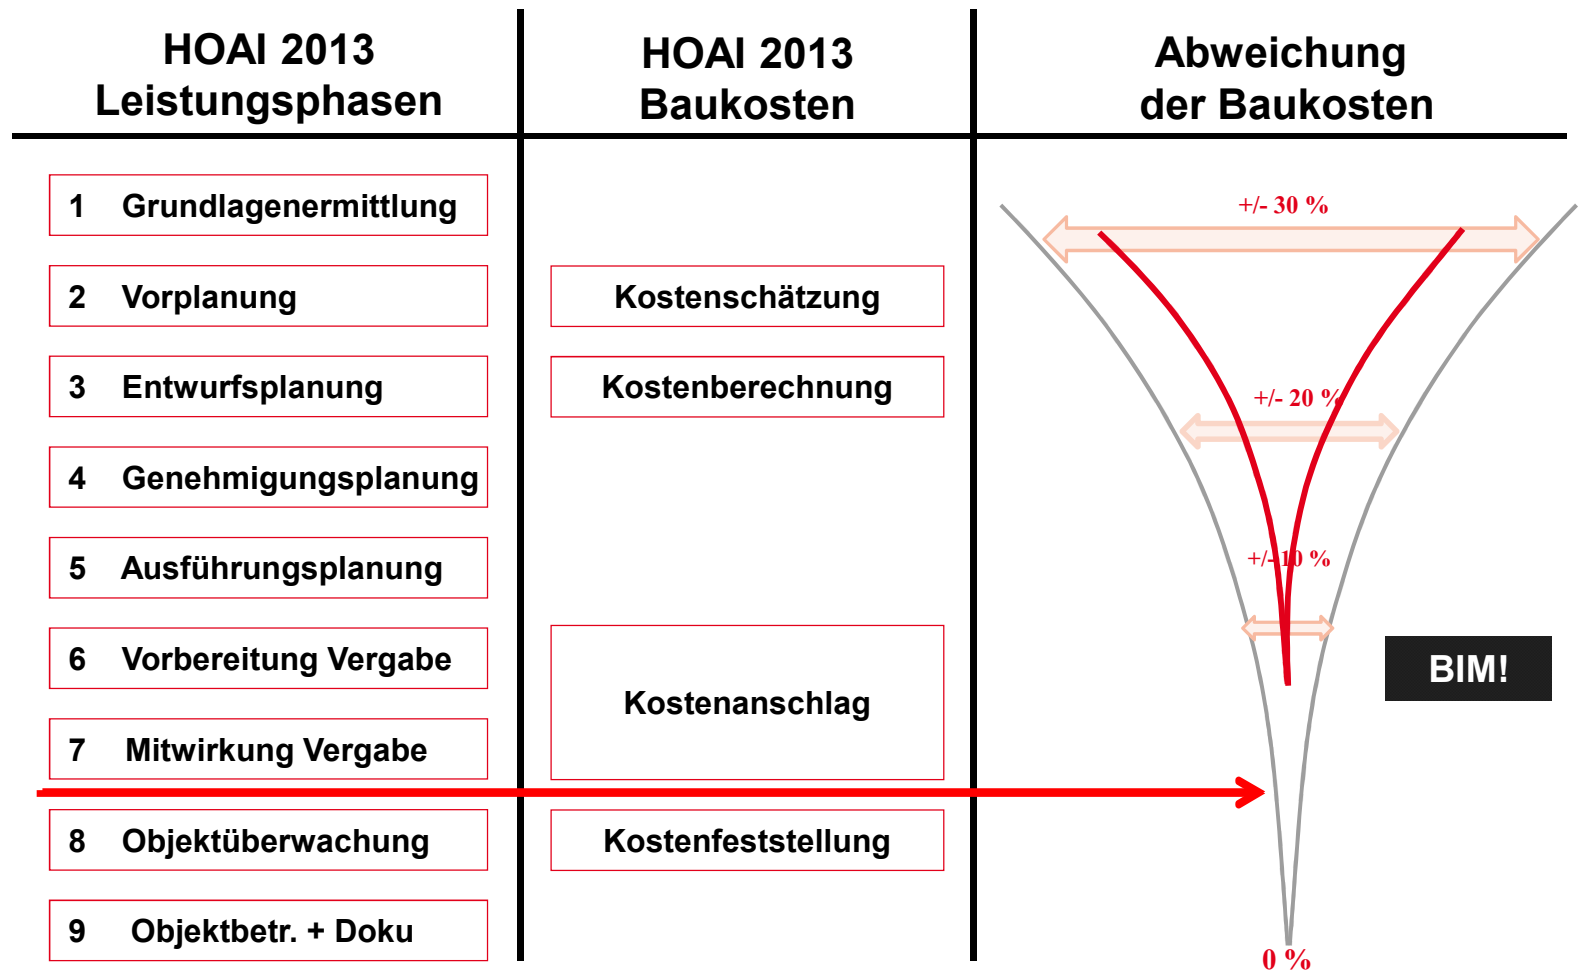 HOAI 2013
Leistungsphasen
HOAI 2013
Baukosten
Abweichung
der Baukosten
1 Grundlagenermittlung
+/- 30 %
2 Vorplanung
Kostenschätzung
3 Entwurfsplanung
Kostenberechnung
+/- 20 %
4 Genehmigungsplanung
5 Ausführungsplanung
+/- 10 %
6 Vorbereitung Vergabe
Kostenanschlag
BIM!
7 Mitwirkung Vergabe
8 Objektüberwachung
Kostenfeststellung
9 Objektbetr. + Doku
0 %